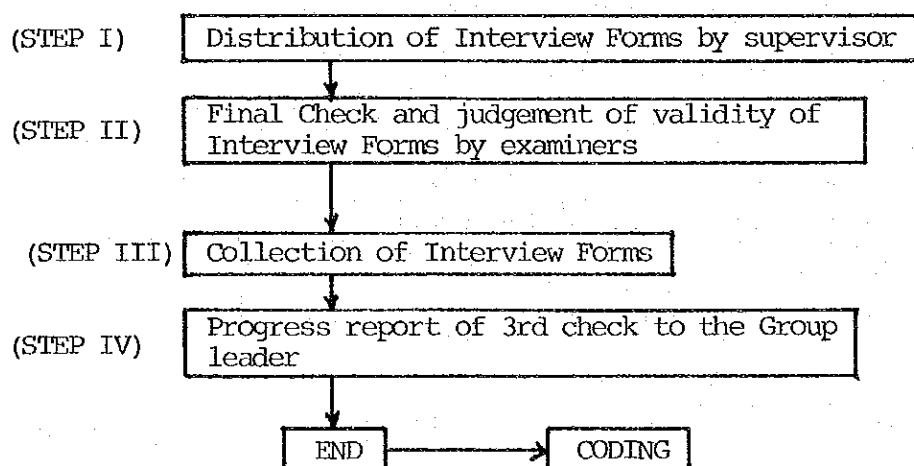 (STEP I) Distribution of Interview Forms by supervisor
(STEP II) Final Check and judgement of validity of
Interview Forms by examiners
(STEP III) Collection of Interview Forms
(STEP IV) Progress report of 3rd check to the Group
leader
END CODING